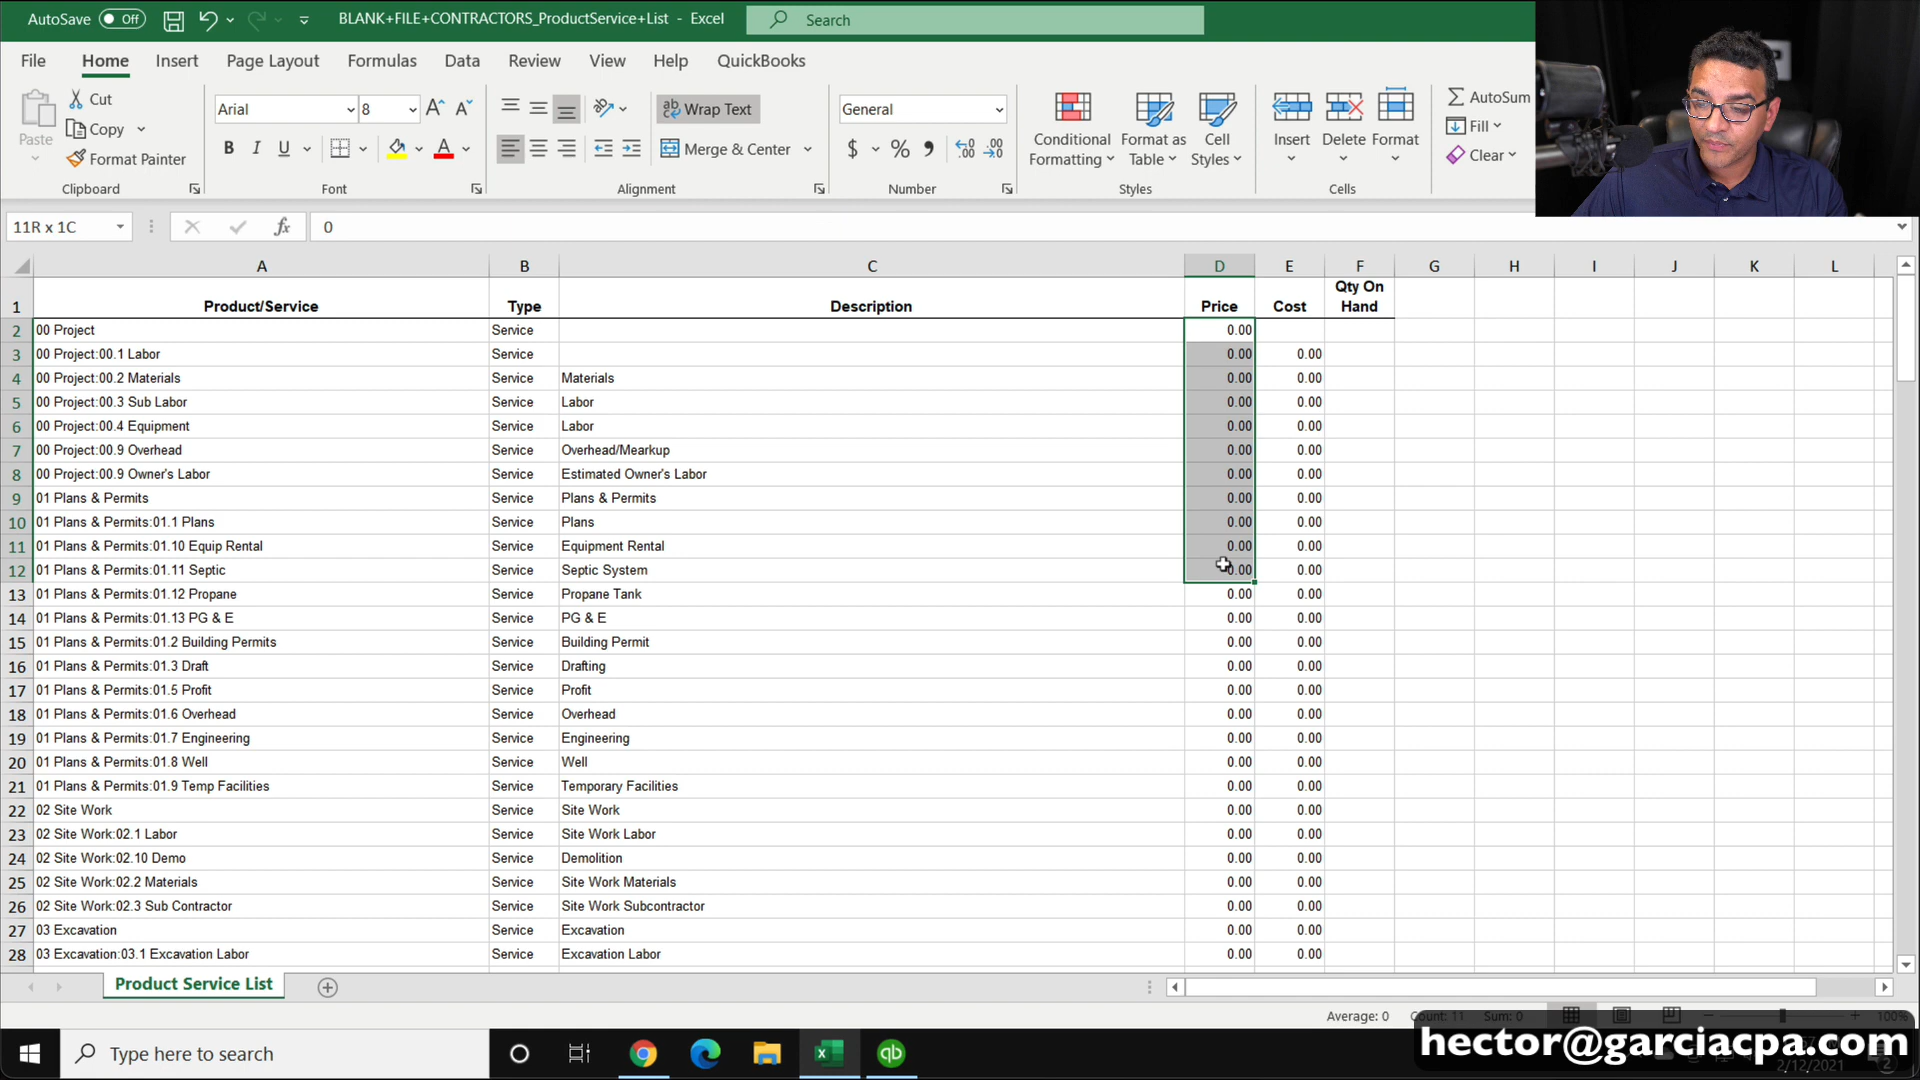 AutoSave Off BLANK+FILE+CONTRACTORS_ProductService+List - Excel Search
File Home Insert Page Layout Formulas Data Review View Help QuickBooks
Paste Cut Copy Format Painter Clipboard
Arial 8 B I U A Font
Wrap Text Merge & Center Alignment
General $ % Number
Conditional Formatting Format as Table Cell Styles Styles
Insert Delete Format Cells
AutoSum Fill Clear
11R x 1C fx 0
A B C D E F G H I J K L
1 Product/Service Type Description Price Cost Qty On Hand
2 00 Project Service 0.00
3 00 Project:00.1 Labor Service 0.00 0.00
4 00 Project:00.2 Materials Service Materials 0.00 0.00
5 00 Project:00.3 Sub Labor Service Labor 0.00 0.00
6 00 Project:00.4 Equipment Service Labor 0.00 0.00
7 00 Project:00.9 Overhead Service Overhead/Mearkup 0.00 0.00
8 00 Project:00.9 Owner's Labor Service Estimated Owner's Labor 0.00 0.00
9 01 Plans & Permits Service Plans & Permits 0.00 0.00
10 01 Plans & Permits:01.1 Plans Service Plans 0.00 0.00
11 01 Plans & Permits:01.10 Equip Rental Service Equipment Rental 0.00 0.00
12 01 Plans & Permits:01.11 Septic Service Septic System 0.00 0.00
13 01 Plans & Permits:01.12 Propane Service Propane Tank 0.00 0.00
14 01 Plans & Permits:01.13 PG & E Service PG & E 0.00 0.00
15 01 Plans & Permits:01.2 Building Permits Service Building Permit 0.00 0.00
16 01 Plans & Permits:01.3 Draft Service Drafting 0.00 0.00
17 01 Plans & Permits:01.5 Profit Service Profit 0.00 0.00
18 01 Plans & Permits:01.6 Overhead Service Overhead 0.00 0.00
19 01 Plans & Permits:01.7 Engineering Service Engineering 0.00 0.00
20 01 Plans & Permits:01.8 Well Service Well 0.00 0.00
21 01 Plans & Permits:01.9 Temp Facilities Service Temporary Facilities 0.00 0.00
22 02 Site Work Service Site Work 0.00 0.00
23 02 Site Work:02.1 Labor Service Site Work Labor 0.00 0.00
24 02 Site Work:02.10 Demo Service Demolition 0.00 0.00
25 02 Site Work:02.2 Materials Service Site Work Materials 0.00 0.00
26 02 Site Work:02.3 Sub Contractor Service Site Work Subcontractor 0.00 0.00
27 03 Excavation Service Excavation 0.00 0.00
28 03 Excavation:03.1 Excavation Labor Service Excavation Labor 0.00 0.00
Product Service List
Average: 0 Count: 11 Sum: 0 100%
Type here to search qb
hector@garciacpa.com
2/12/2021